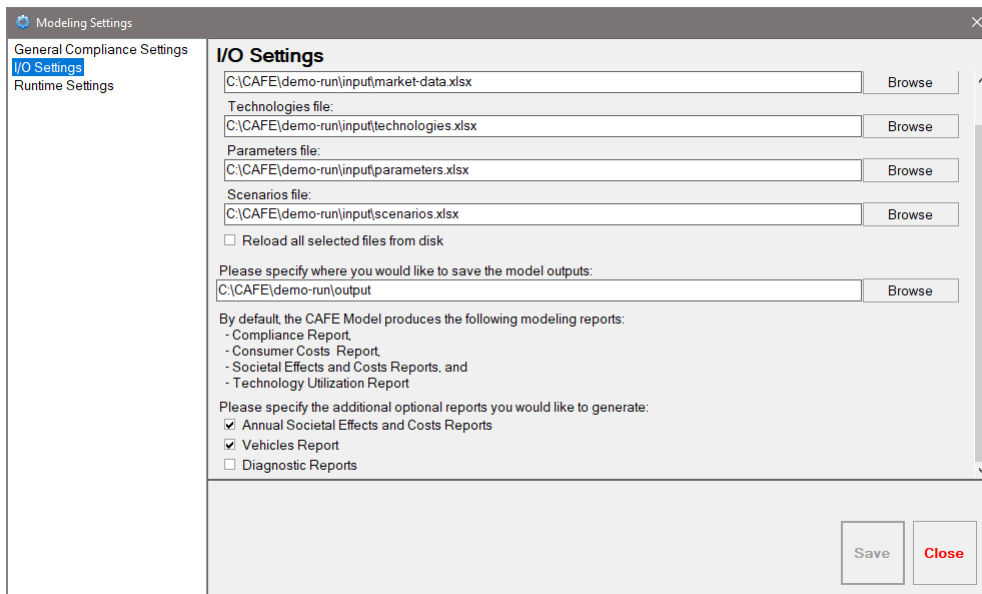 Modeling Settings
General Compliance Settings
I/O Settings
Runtime Settings
I/O Settings
C:\CAFE\demo-run\input\market-data.xlsx
Browse
Technologies file:
C:\CAFE\demo-run\input\technologies.xlsx
Browse
Parameters file:
C:\CAFE\demo-run\input\parameters.xlsx
Browse
Scenarios file:
C:\CAFE\demo-run\input\scenarios.xlsx
Browse
Reload all selected files from disk
Please specify where you would like to save the model outputs:
C:\CAFE\demo-run\output
Browse
By default, the CAFE Model produces the following modeling reports:
- Compliance Report,
- Consumer Costs Report,
- Societal Effects and Costs Reports, and
- Technology Utilization Report
Please specify the additional optional reports you would like to generate:
Annual Societal Effects and Costs Reports
Vehicles Report
Diagnostic Reports
Save
Close